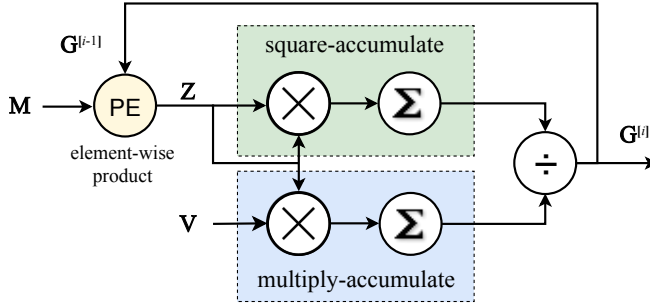 G[i-1]
square-accumulate
M
PE
Z
Σ
G[i]
element-wise
product
÷
V
Σ
multiply-accumulate